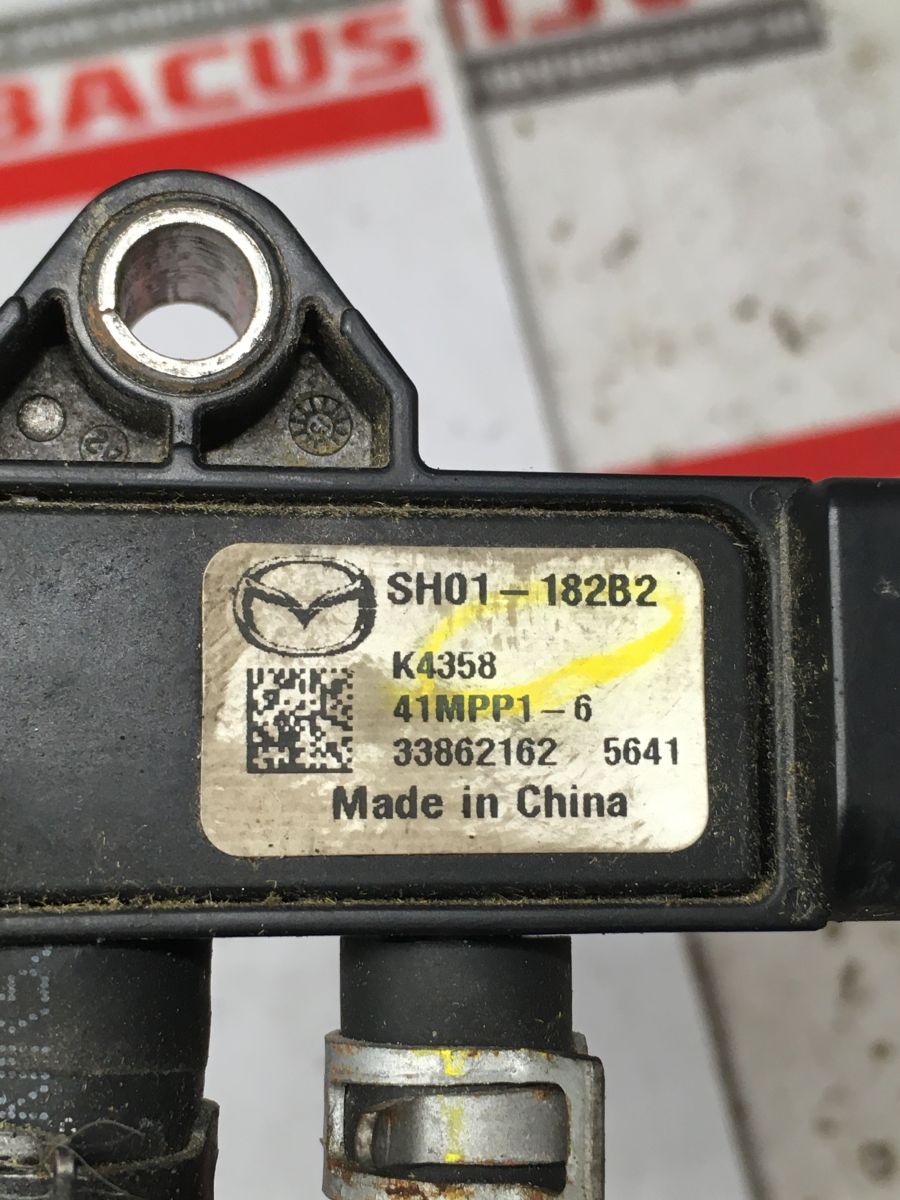 BACUS
SH01-182B2
K4358
41MPP1-6
33862162 5641
Made in China